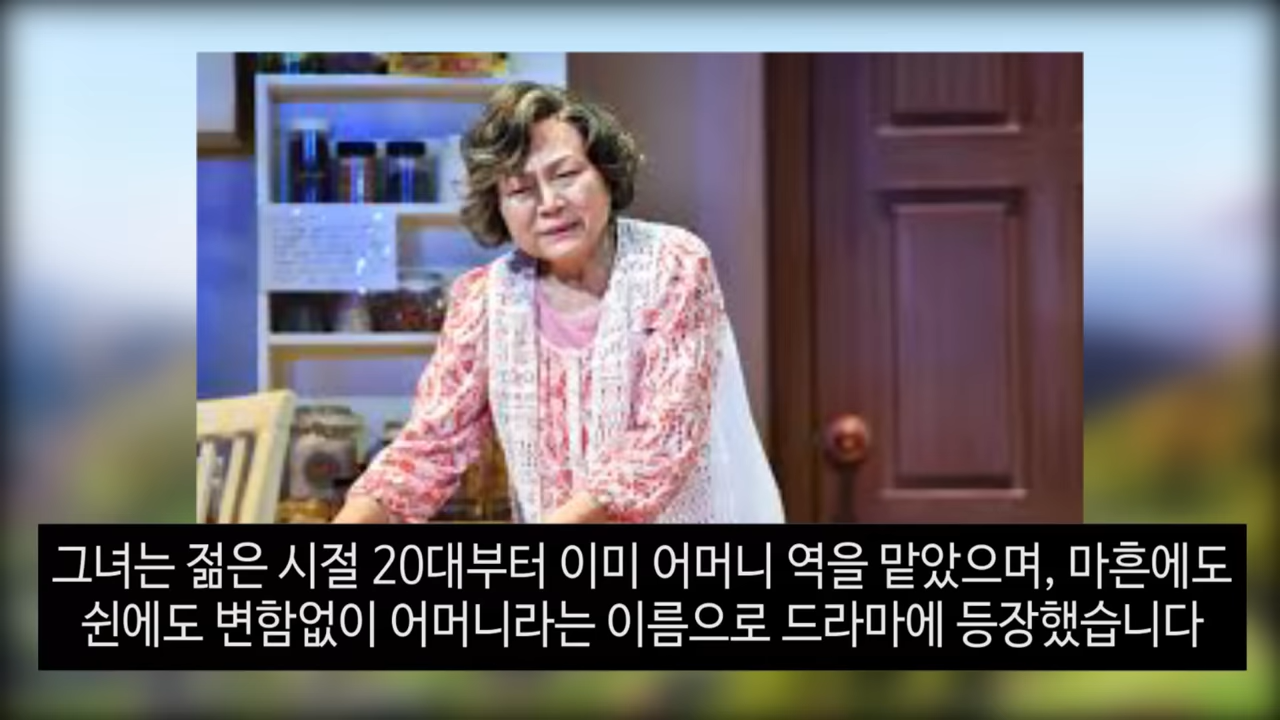 그녀는 젊은 시절 20대부터 이미 어머니 역을 맡았으며, 마흔에도
쉰에도 변함없이 어머니라는 이름으로 드라마에 등장했습니다